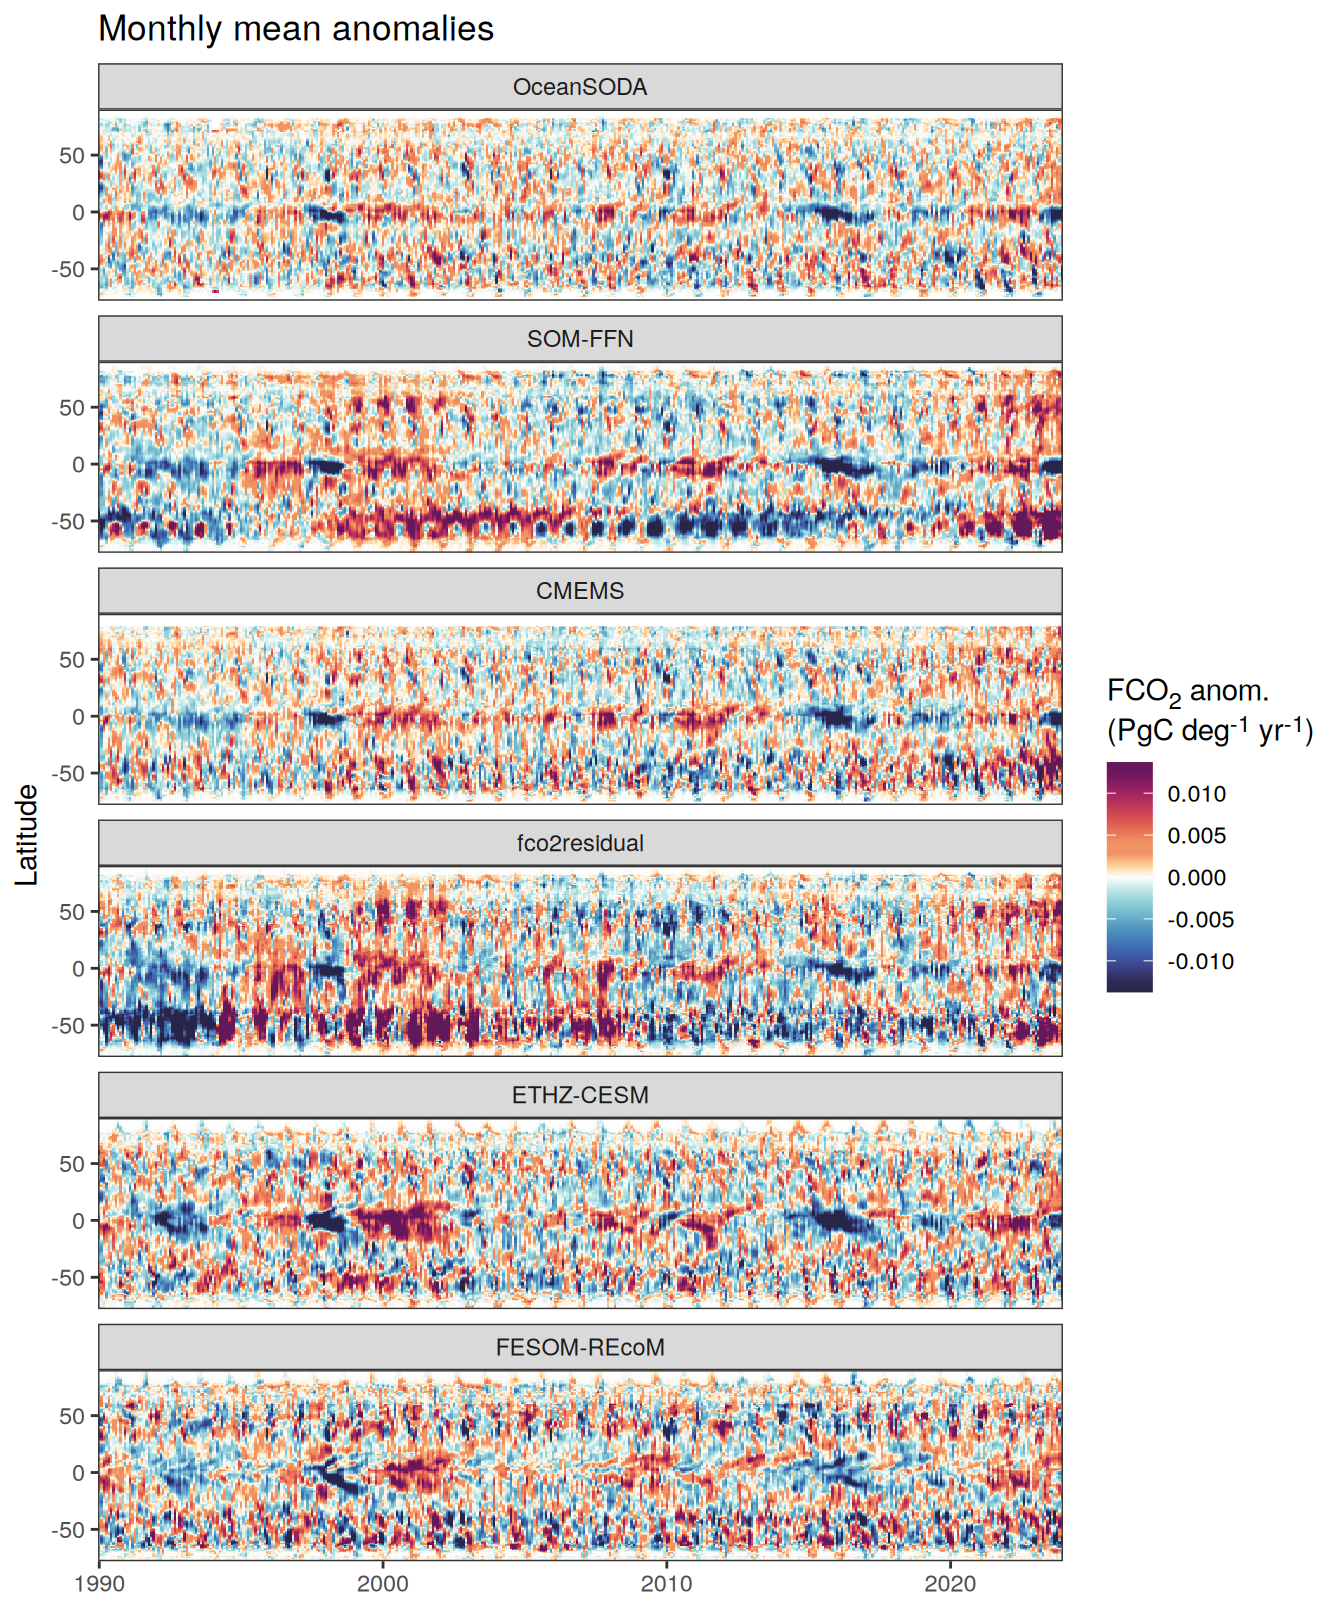 Monthly mean anomalies
OceanSODA
50
0
-50
SOM-FFN
50
0
-50
CMEMS
50
0
-50
fco2residual
50
0
-50
ETHZ-CESM
50
0
-50
FESOM-REcoM
50
0
-50
1990 2000 2010 2020
Latitude
FCO₂ anom.
(PgC deg⁻¹ yr⁻¹)
0.010
0.005
0.000
-0.005
-0.010